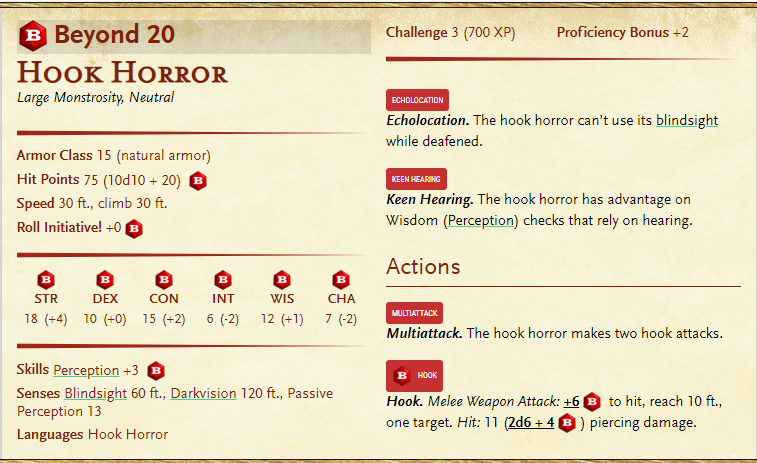 Beyond 20
Hook Horror
Large Monstrosity, Neutral
Armor Class 15 (natural armor)
Hit Points 75 (10d10 + 20) B
Speed 30 ft., climb 30 ft.
Roll Initiative! +0 B
B B B B B B
STR DEX CON INT WIS CHA
18 (+4) 10 (+0) 15 (+2) 6 (-2) 12 (+1) 7 (-2)
Skills Perception +3 B
Senses Blindsight 60 ft., Darkvision 120 ft., Passive
Perception 13
Languages Hook Horror
Challenge 3 (700 XP) Proficiency Bonus +2
ECHOLOCATION
Echolocation. The hook horror can’t use its blindsight
while deafened.
KEEN HEARING
Keen Hearing. The hook horror has advantage on
Wisdom (Perception) checks that rely on hearing.
Actions
MULTIATTACK
Multiattack. The hook horror makes two hook attacks.
B HOOK
Hook. Melee Weapon Attack: +6 B to hit, reach 10 ft.,
one target. Hit: 11 (2d6 + 4 B ) piercing damage.